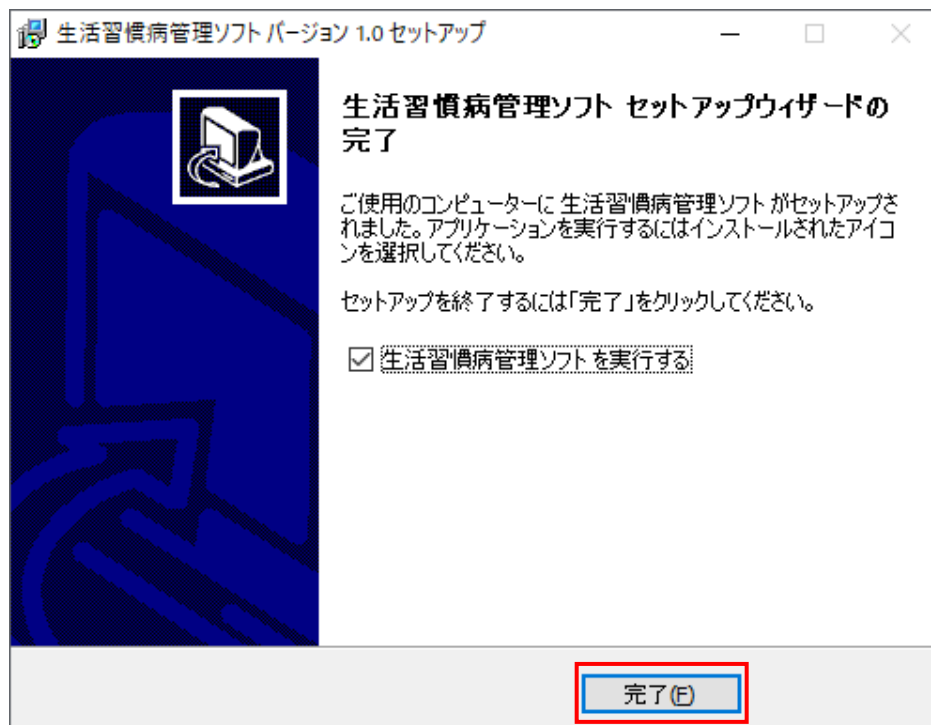 生活習慣病管理ソフト バージョン 1.0 セットアップ
生活習慣病管理ソフト セットアップウィザードの
完了
ご使用のコンピューターに 生活習慣病管理ソフト がセットアップさ
れました。アプリケーションを実行するにはインストールされたアイコ
ンを選択してください。
セットアップを終了するには「完了」をクリックしてください。
生活習慣病管理ソフト を実行する
完了(F)